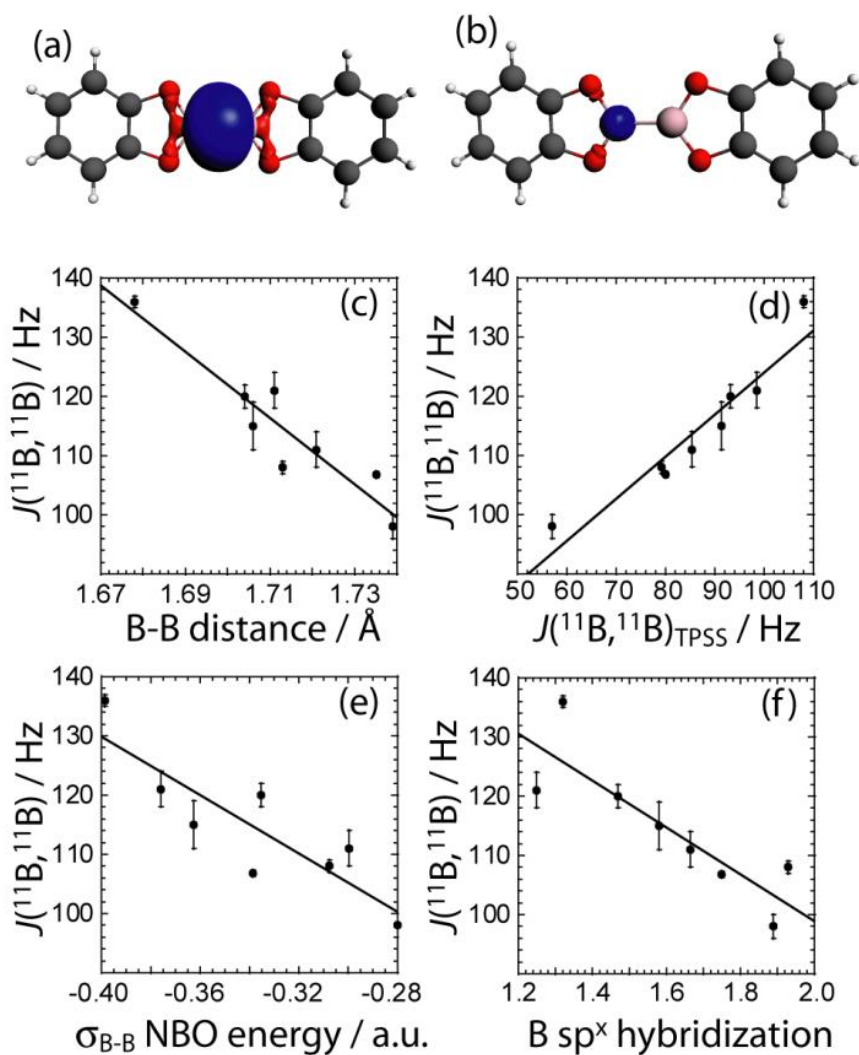 (a)
(b)
140
130
120
110
100
J(¹¹B,¹¹B) / Hz
(c)
1.67
1.69
1.71
1.73
B-B distance / Å
140
130
120
110
100
J(¹¹B,¹¹B) / Hz
(d)
50
60
70
80
90
100
110
J(¹¹B,¹¹B)TPSS / Hz
140
130
120
110
100
J(¹¹B,¹¹B) / Hz
(e)
-0.40
-0.36
-0.32
-0.28
σB-B NBO energy / a.u.
140
130
120
110
100
J(¹¹B,¹¹B) / Hz
(f)
1.2
1.4
1.6
1.8
2.0
B spˣ hybridization